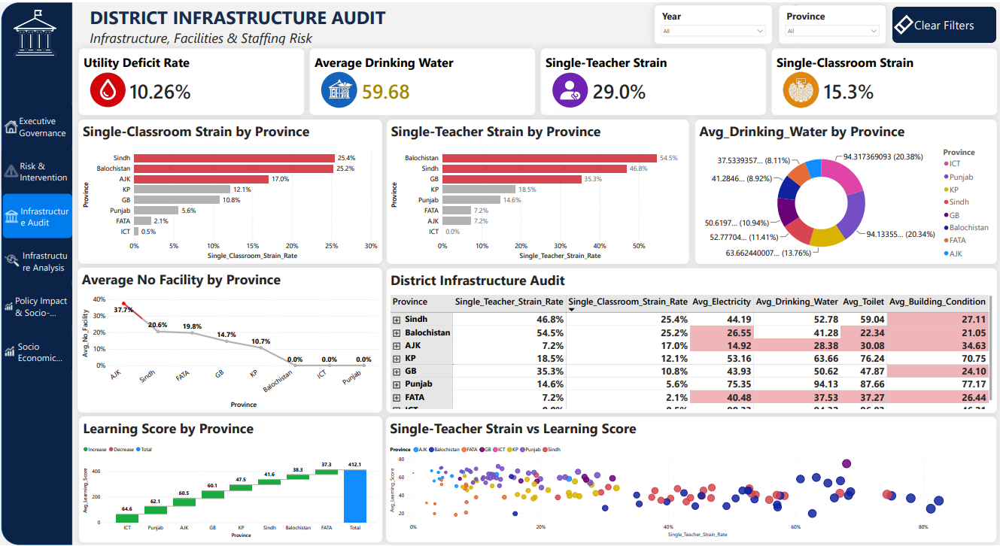 DISTRICT INFRASTRUCTURE AUDIT
Infrastructure, Facilities & Staffing Risk
Year
All
Province
All
Clear Filters
Executive
Governance
Risk &
Intervention
Infrastructur
e Audit
Infrastructu
re Analysis
Policy Impact
& Socio-...
Socio
Economic...
Utility Deficit Rate
10.26%
Average Drinking Water
59.68
Single-Teacher Strain
29.0%
Single-Classroom Strain
15.3%
Single-Classroom Strain by Province
Province
Sindh 25.4%
Balochistan 25.2%
AJK 17.0%
KP 12.1%
GB 10.8%
Punjab 5.6%
FATA 2.1%
ICT 0.5%
0% 5% 10% 15% 20% 25% 30%
Single_Classroom_Strain_Rate
Single-Teacher Strain by Province
Province
Balochistan 54.5%
Sindh 46.8%
GB 35.3%
KP 18.5%
Punjab 14.6%
FATA 7.2%
AJK 7.2%
ICT 0.0%
0% 10% 20% 30% 40% 50%
Single_Teacher_Strain_Rate
Avg_Drinking_Water by Province
94.317369093 (20.38%)
94.13355... (20.34%)
63.662440007... (13.76%)
52.77704... (11.41%)
50.6197... (10.94%)
41.2846... (8.92%)
37.5339357... (8.11%)
Province
ICT
Punjab
KP
Sindh
GB
Balochistan
FATA
AJK
Average No Facility by Province
Avg_No_Facility
40%
30%
20%
10%
0%
37.7% 20.6% 19.8% 14.7% 10.7% 0.0% 0.0% 0.0%
AJK Sindh FATA GB KP Balochistan ICT Punjab
Province
District Infrastructure Audit
Province Single_Teacher_Strain_Rate Single_Classroom_Strain_Rate Avg_Electricity Avg_Drinking_Water Avg_Toilet Avg_Building_Condition
Sindh 46.8% 25.4% 44.19 52.78 59.04 27.11
Balochistan 54.5% 25.2% 26.55 41.28 22.34 21.05
AJK 7.2% 17.0% 14.92 28.38 30.08 34.63
KP 18.5% 12.1% 53.16 63.66 76.24 70.75
GB 35.3% 10.8% 43.93 50.62 47.87 24.10
Punjab 14.6% 5.6% 75.35 94.13 87.66 77.17
FATA 7.2% 2.1% 40.48 37.53 37.27 26.44
Learning Score by Province
Increase Decrease Total
Avg_Learning_Score
400
200
0
64.6 62.1 60.5 60.1 47.5 41.6 38.3 37.3 412.1
ICT Punjab AJK GB KP Sindh Balochistan FATA Total
Province
Single-Teacher Strain vs Learning Score
Province AJK Balochistan FATA GB ICT KP Punjab Sindh
Avg_Learning_Score
80
60
40
20
0% 20% 40% 60% 80%
Single_Teacher_Strain_Rate